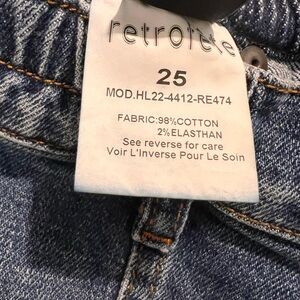 retrofête
25
MOD.HL22-4412-RE474
FABRIC:98%COTTON
2%ELASTHAN
See reverse for care
Voir L'Inverse Pour Le Soin